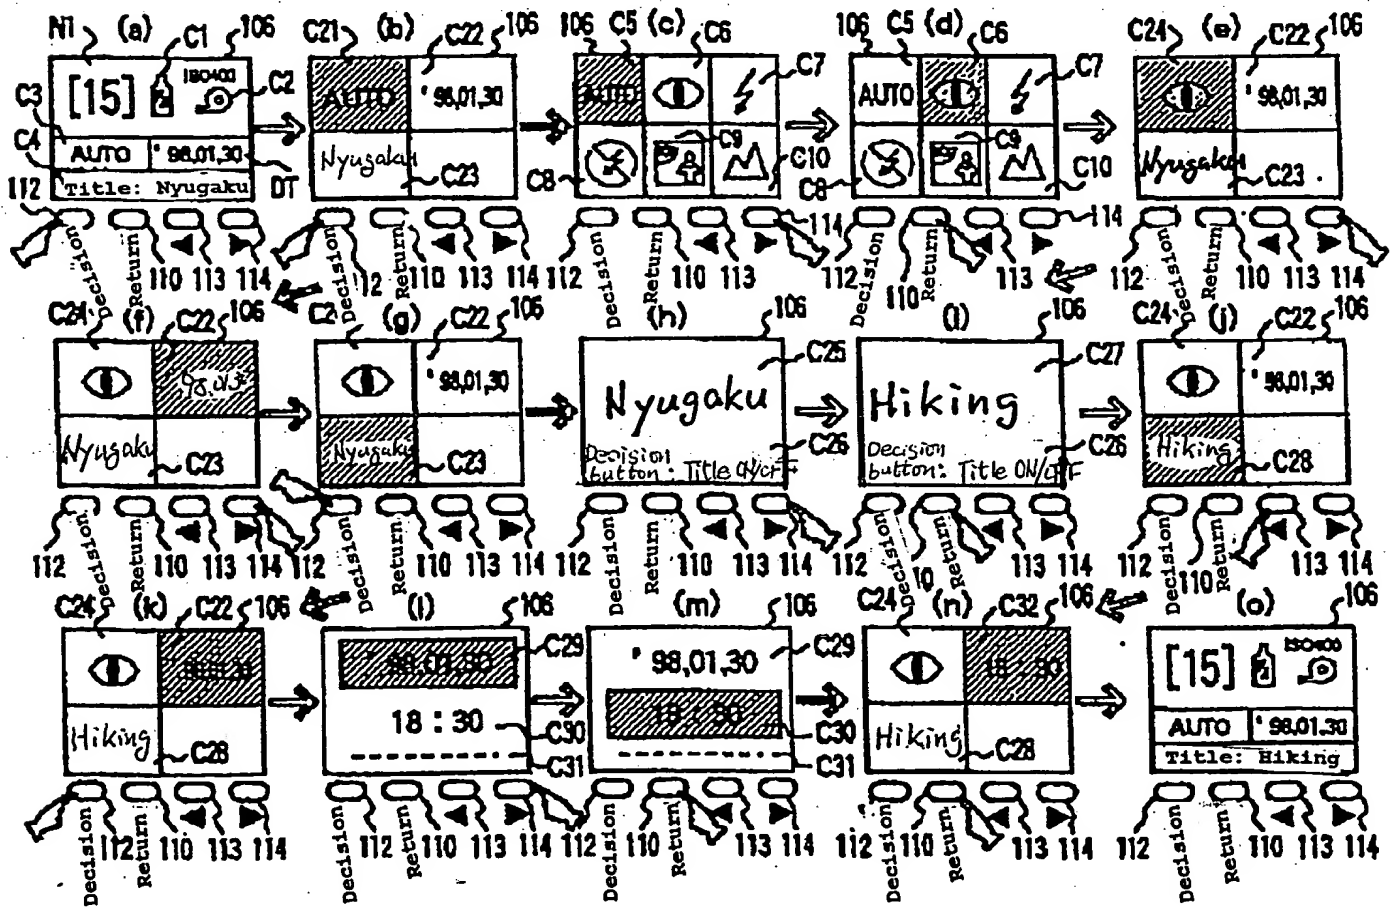 N1 (a) C1 106 C21 (b) C22 106 106 C5 (c) C6 106 C5 (d) C6 C24 (e) C22 106
[15] ISO400 C2 AUTO '98,01,30 AUTO C7 AUTO C7 '98,01,30
C3
C4 AUTO '98,01,30 Nyugaku C23 C8 C9 C10 C8 C9 C10 Nyugaku C23
112 Title: Nyugaku DT
Decision Return 110 113 114 Decision 112 Return 110 113 114 112 Decision Return 110 113 114 112 Decision 110 Return 113 114 112 Decision Return 110 113 114
C24 (f) C22 106 C2 (g) C22 106 (h) 106 (i) 106 C24 (j) C22 106
'98,01,30 C25 C27 '98,01,30
Nyugaku Hiking
Nyugaku C23 Nyugaku C23 Decision C26 Decision C26 Hiking C28
button: Title ON/OFF button: Title ON/OFF
112 Decision Return 110 113 114 112 Decision Return 110 113 114 112 Decision Return 110 113 114 112 Decision 10 Return 113 114 112 Decision 110 Return 113 114
C24 (k) C22 106 (l) 106 (m) 106 C24 (n) C32 106 (o) 106
C29 '98,01,30 C29 18:30 [15] ISO400
18:30 C30 C30 AUTO '98,01,30
Hiking C28 C31 C31 Hiking C28 Title: Hiking
Decision 112 Return 110 113 114 Decision 112 Return 110 113 114 112 Decision 110 Return 113 114 112 Decision 110 Return 113 114 112 Decision Return 110 113 114